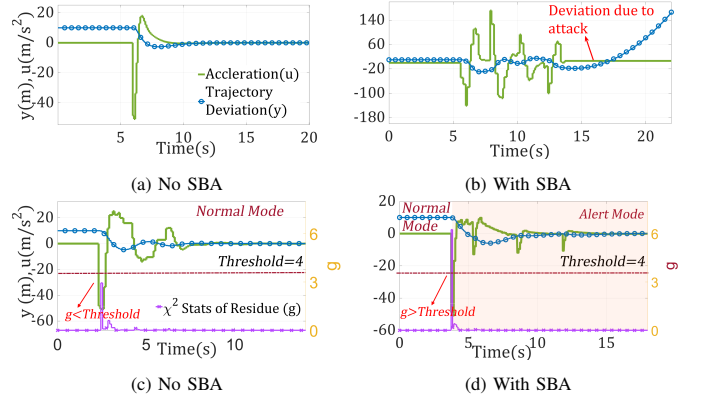 y(m), u(m/s²)
20
0
-20
-40
Accleration(u)
Trajectory
Deviation(y)
0
5
10
15
20
Time(s)
(a) No SBA
160
60
-20
-100
-180
Deviation due to
attack
0
5
10
15
20
Time(s)
(b) With SBA
y (m), u(m/s²)
20
0
-20
-40
-60
Normal Mode
Threshold=4
g<Threshold
χ² Stats of Residue (g)
6
3
0
g
0
5
10
Time(s)
(c) No SBA
20
0
-20
-40
-60
Normal
Mode
Alert Mode
Threshold=4
g>Threshold
6
3
0
g
0
5
10
15
Time(s)
(d) With SBA